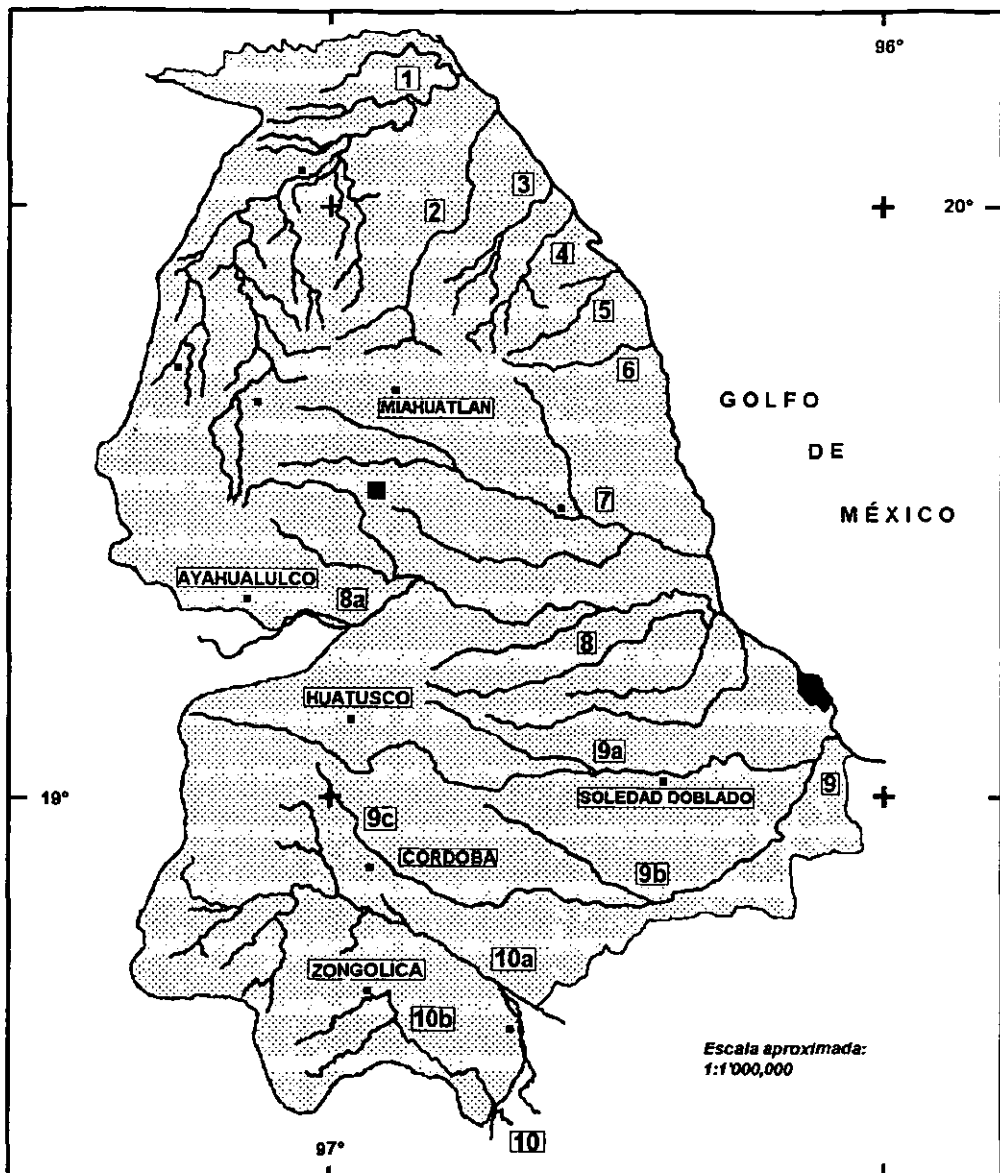 96°
1
3
2
20°
4
5
6
MIAHUATLAN
GOLFO
DE
MÉXICO
7
AYAHUALULCO
8a
8
HUATUSCO
9a
9
SOLEDAD DOBLADO
19°
9c
CORDOBA
9b
10a
ZONGOLICA
10b
Escala aproximada:
1:1'000,000
10
97°